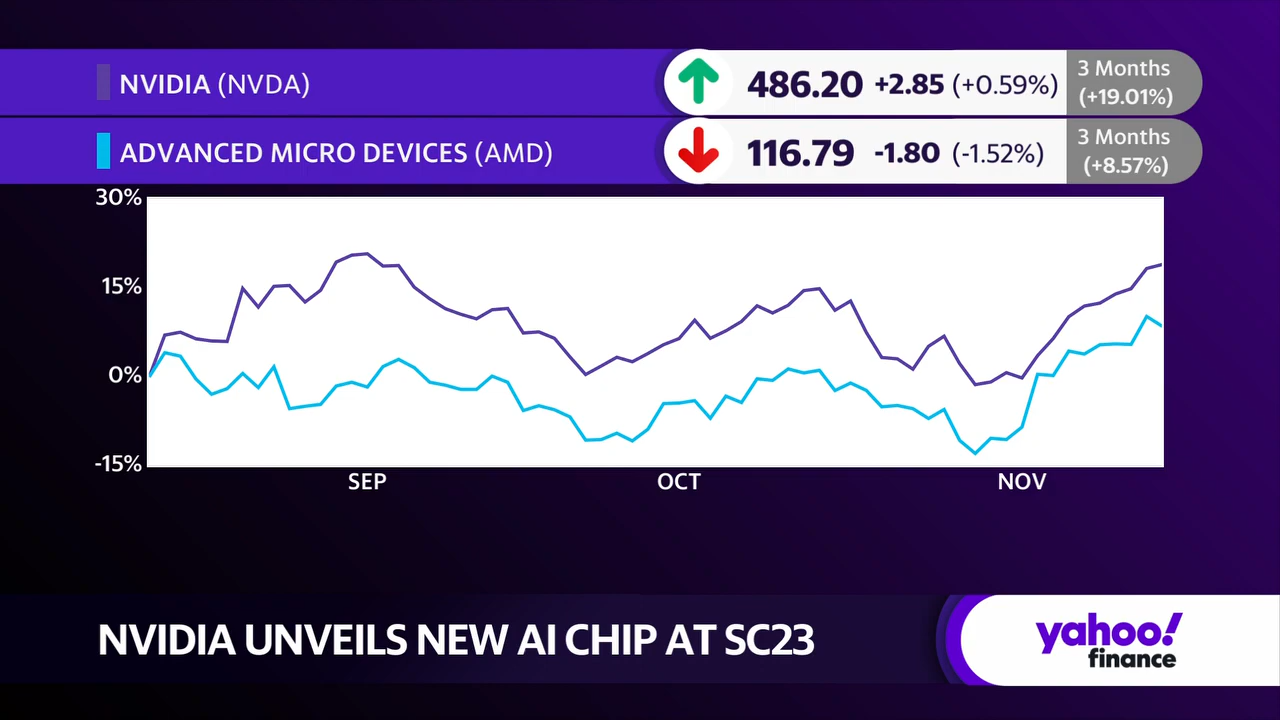 NVIDIA (NVDA)
486.20 +2.85 (+0.59%)
3 Months
(+19.01%)
ADVANCED MICRO DEVICES (AMD)
116.79 -1.80 (-1.52%)
3 Months
(+8.57%)
30%
15%
0%
-15%
SEP OCT NOV
NVIDIA UNVEILS NEW AI CHIP AT SC23
yahoo!
finance